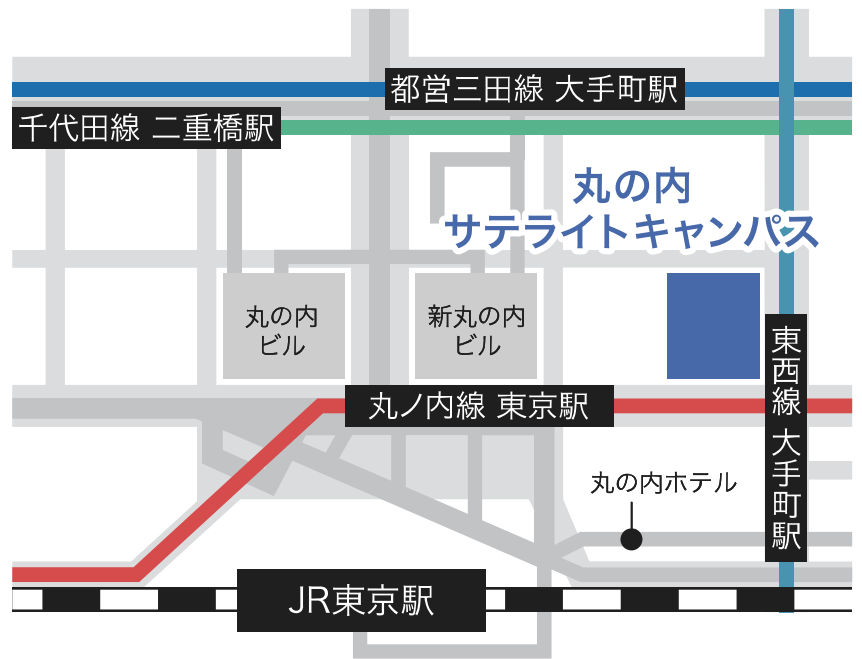 都営三田線 大手町駅
千代田線 二重橋駅
丸の内
サテライトキャンパス
丸の内
ビル
新丸の内
ビル
東西線 大手町駅
丸ノ内線 東京駅
丸の内ホテル
JR東京駅